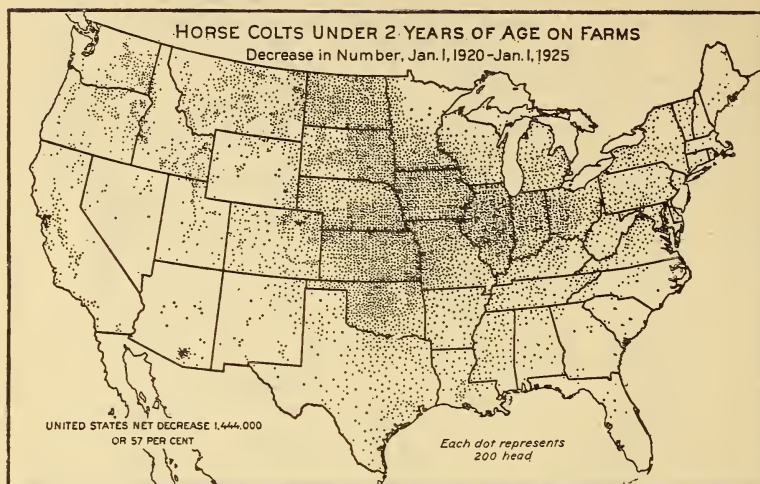 HORSE COLTS UNDER 2 YEARS OF AGE ON FARMS
Decrease in Number, Jan. 1, 1920-Jan. 1, 1925
UNITED STATES NET DECREASE 1,444,000
OR 57 PER CENT
Each dot represents
200 head